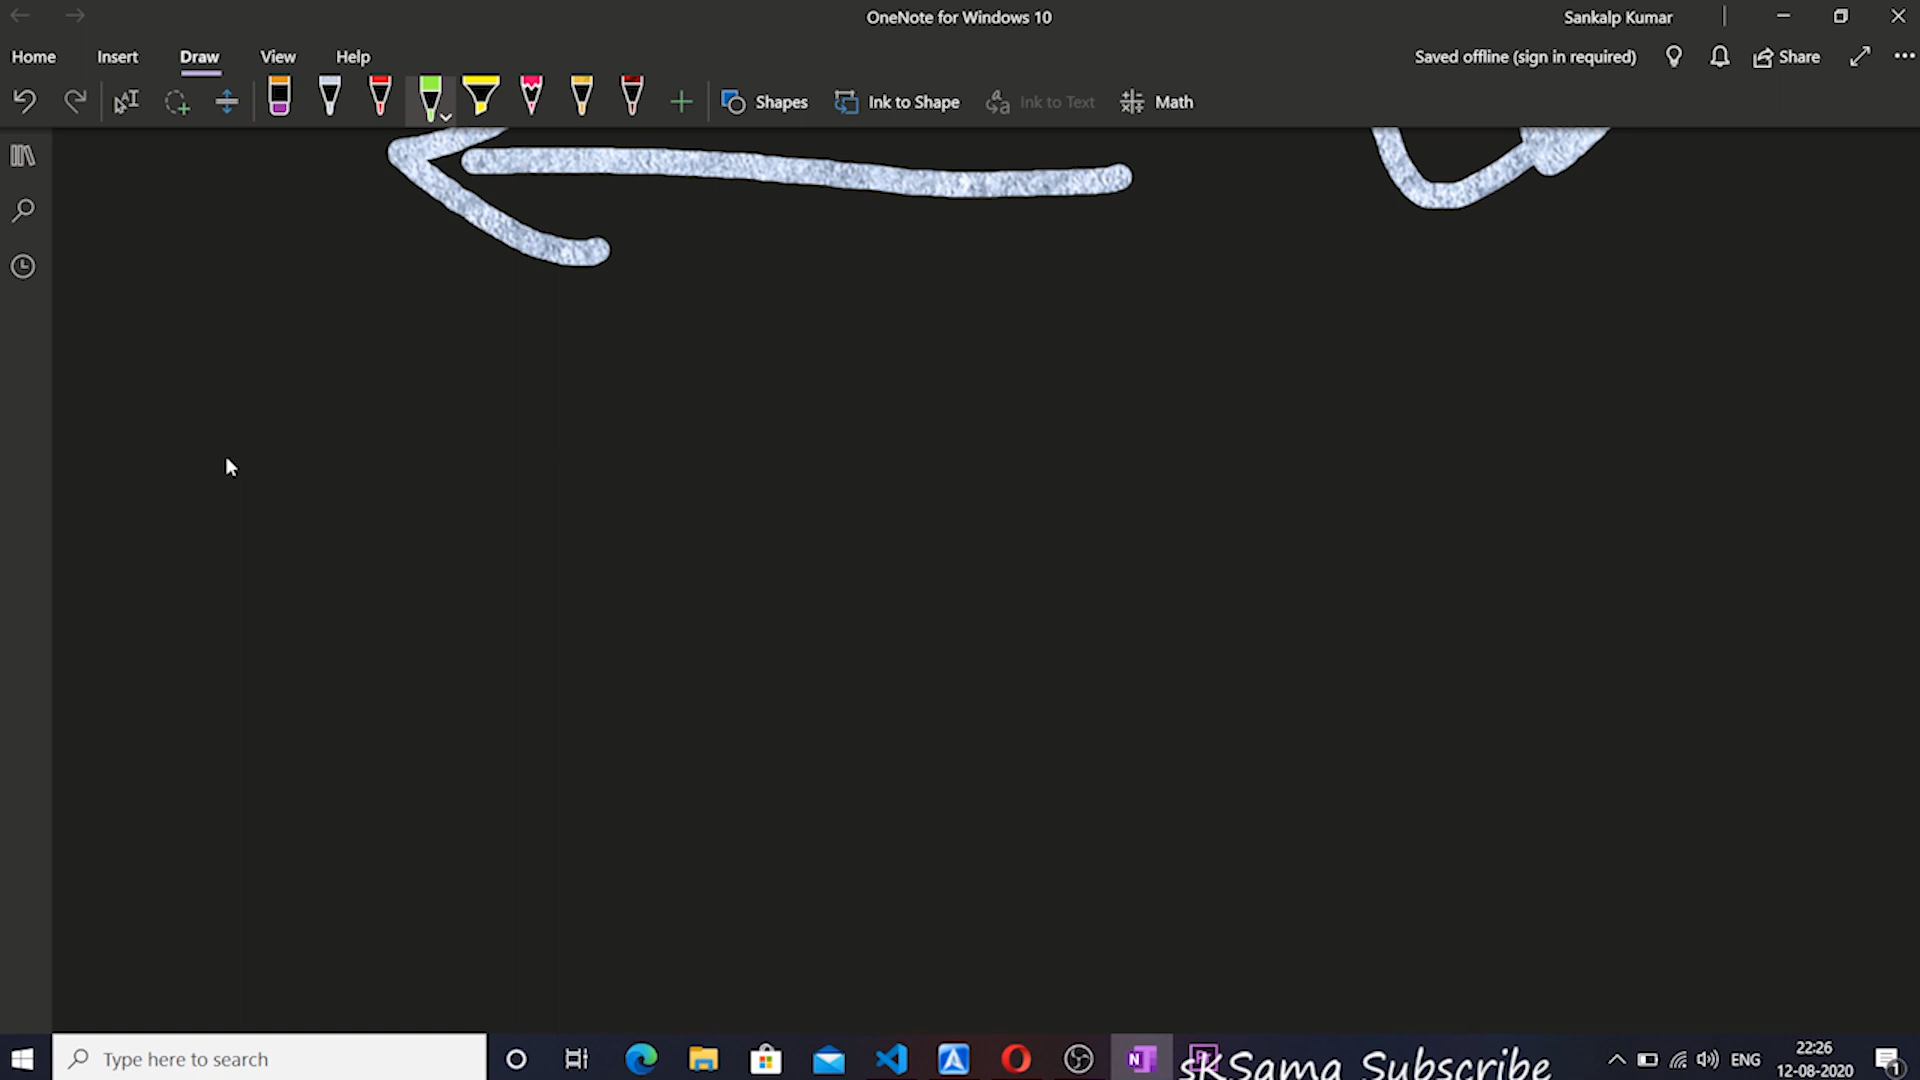 OneNote for Windows 10
Sankalp Kumar
Home Insert Draw View Help
Saved offline (sign in required) Share
Shapes Ink to Shape Ink to Text Math
Type here to search
sKSama Subscribe
ENG
22:26
12-08-2020
1